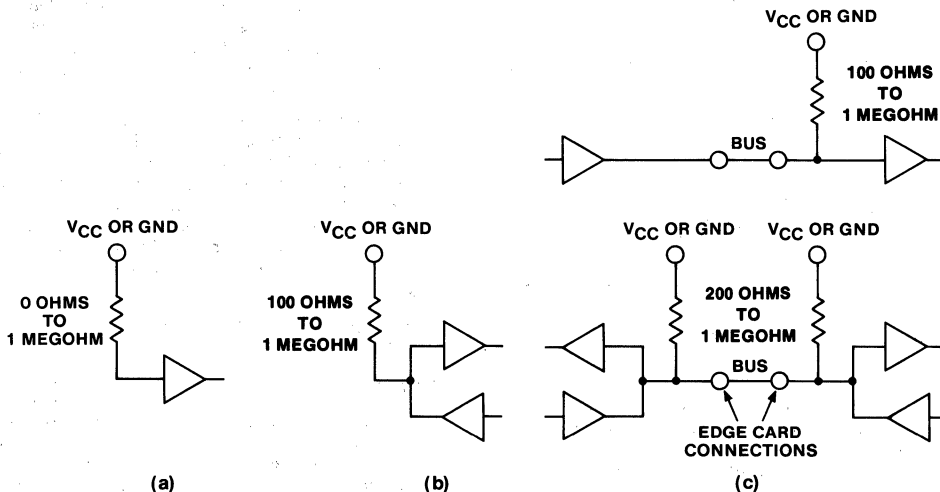 VCC OR GND
100 OHMS
TO
1 MEGOHM
BUS
VCC OR GND
0 OHMS
TO
1 MEGOHM
(a)
VCC OR GND
100 OHMS
TO
1 MEGOHM
(b)
VCC OR GND
VCC OR GND
200 OHMS
TO
1 MEGOHM
BUS
EDGE CARD
CONNECTIONS
(c)